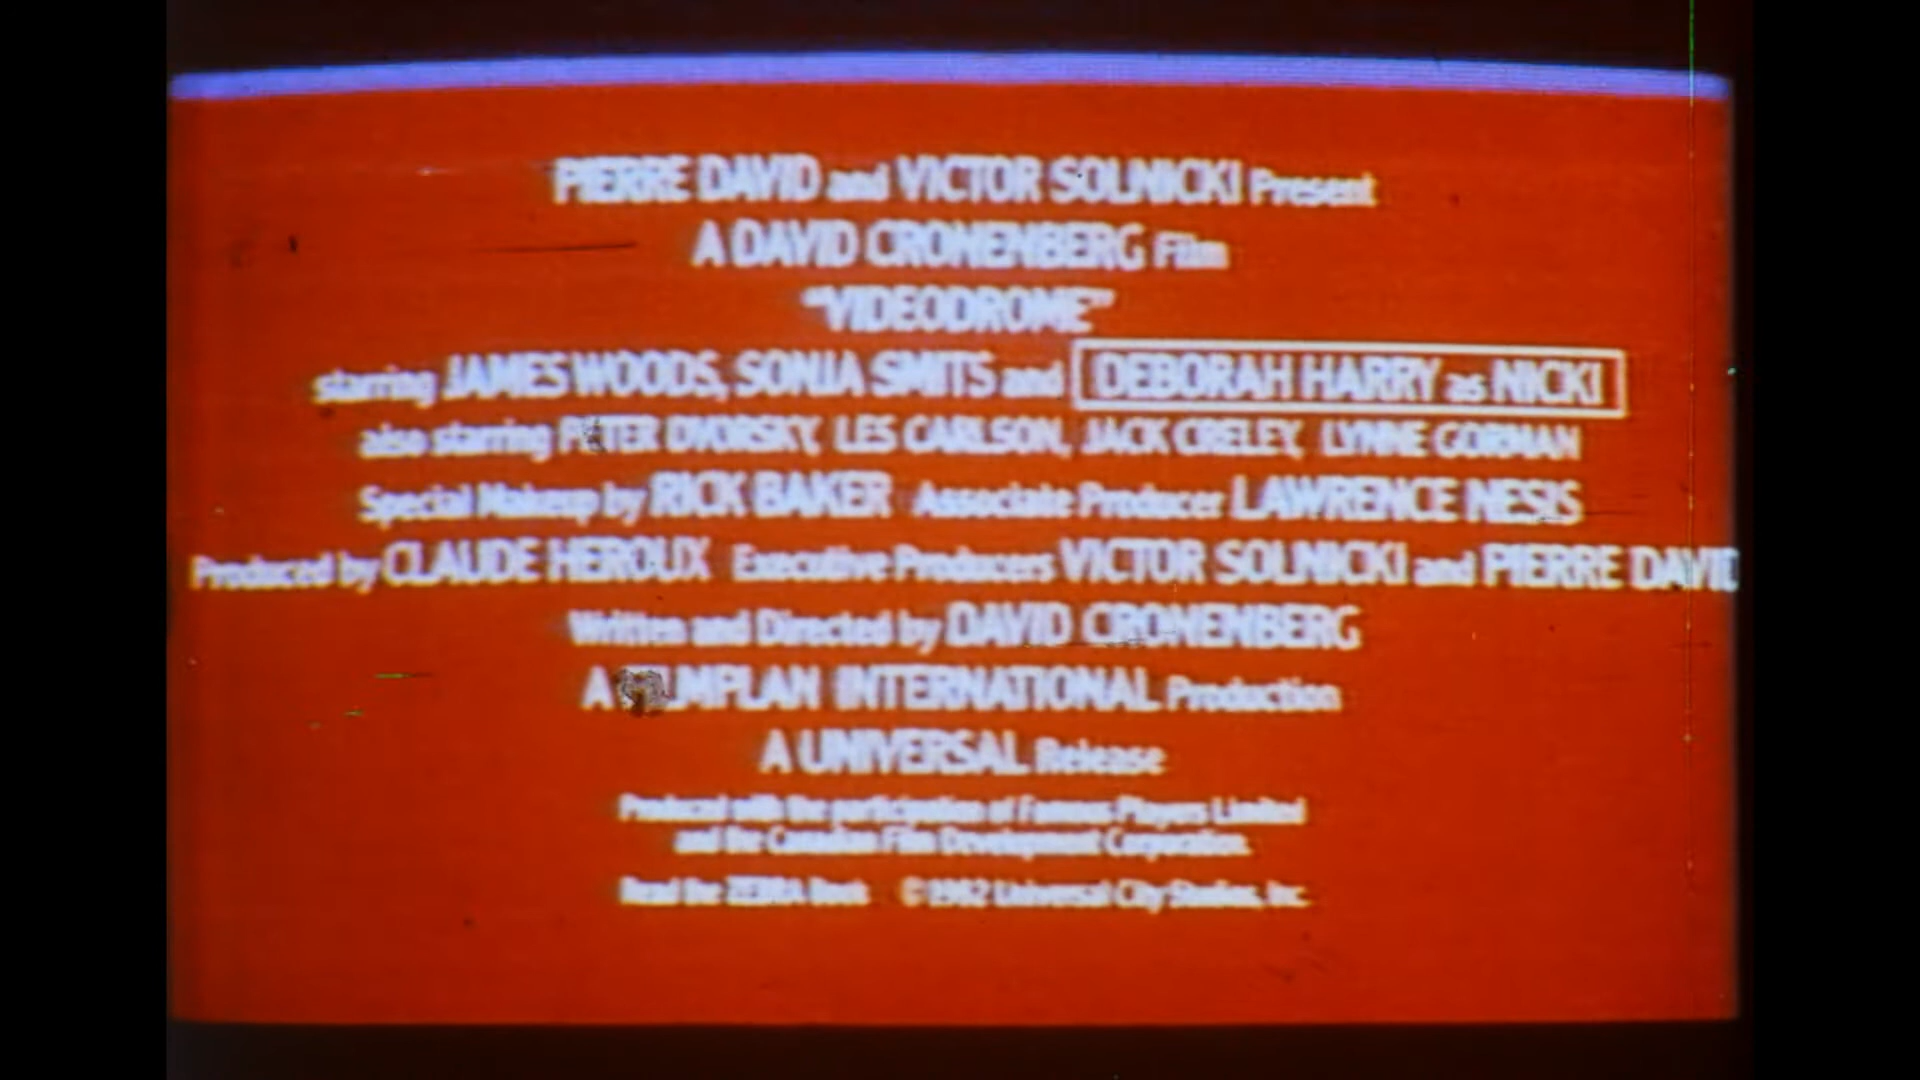 PIERRE DAVID and VICTOR SOLNICKI Present
A DAVID CRONENBERG Film
"VIDEODROME"
starring JAMES WOODS, SONJA SMITS and DEBORAH HARRY as NICKI
also starring PETER DVORSKY, LES CARLSON, JACK CRELEY, LYNNE GORMAN
Special Makeup by RICK BAKER Associate Producer LAWRENCE NESIS
Produced by CLAUDE HEROUX Executive Producers VICTOR SOLNICKI and PIERRE DAVID
Written and Directed by DAVID CRONENBERG
A FILMPLAN INTERNATIONAL Production
A UNIVERSAL Release
Produced with the participation of Famous Players Limited
and the Canadian Film Development Corporation.
Read the ZEBRA Book © 1982 Universal City Studios, Inc.